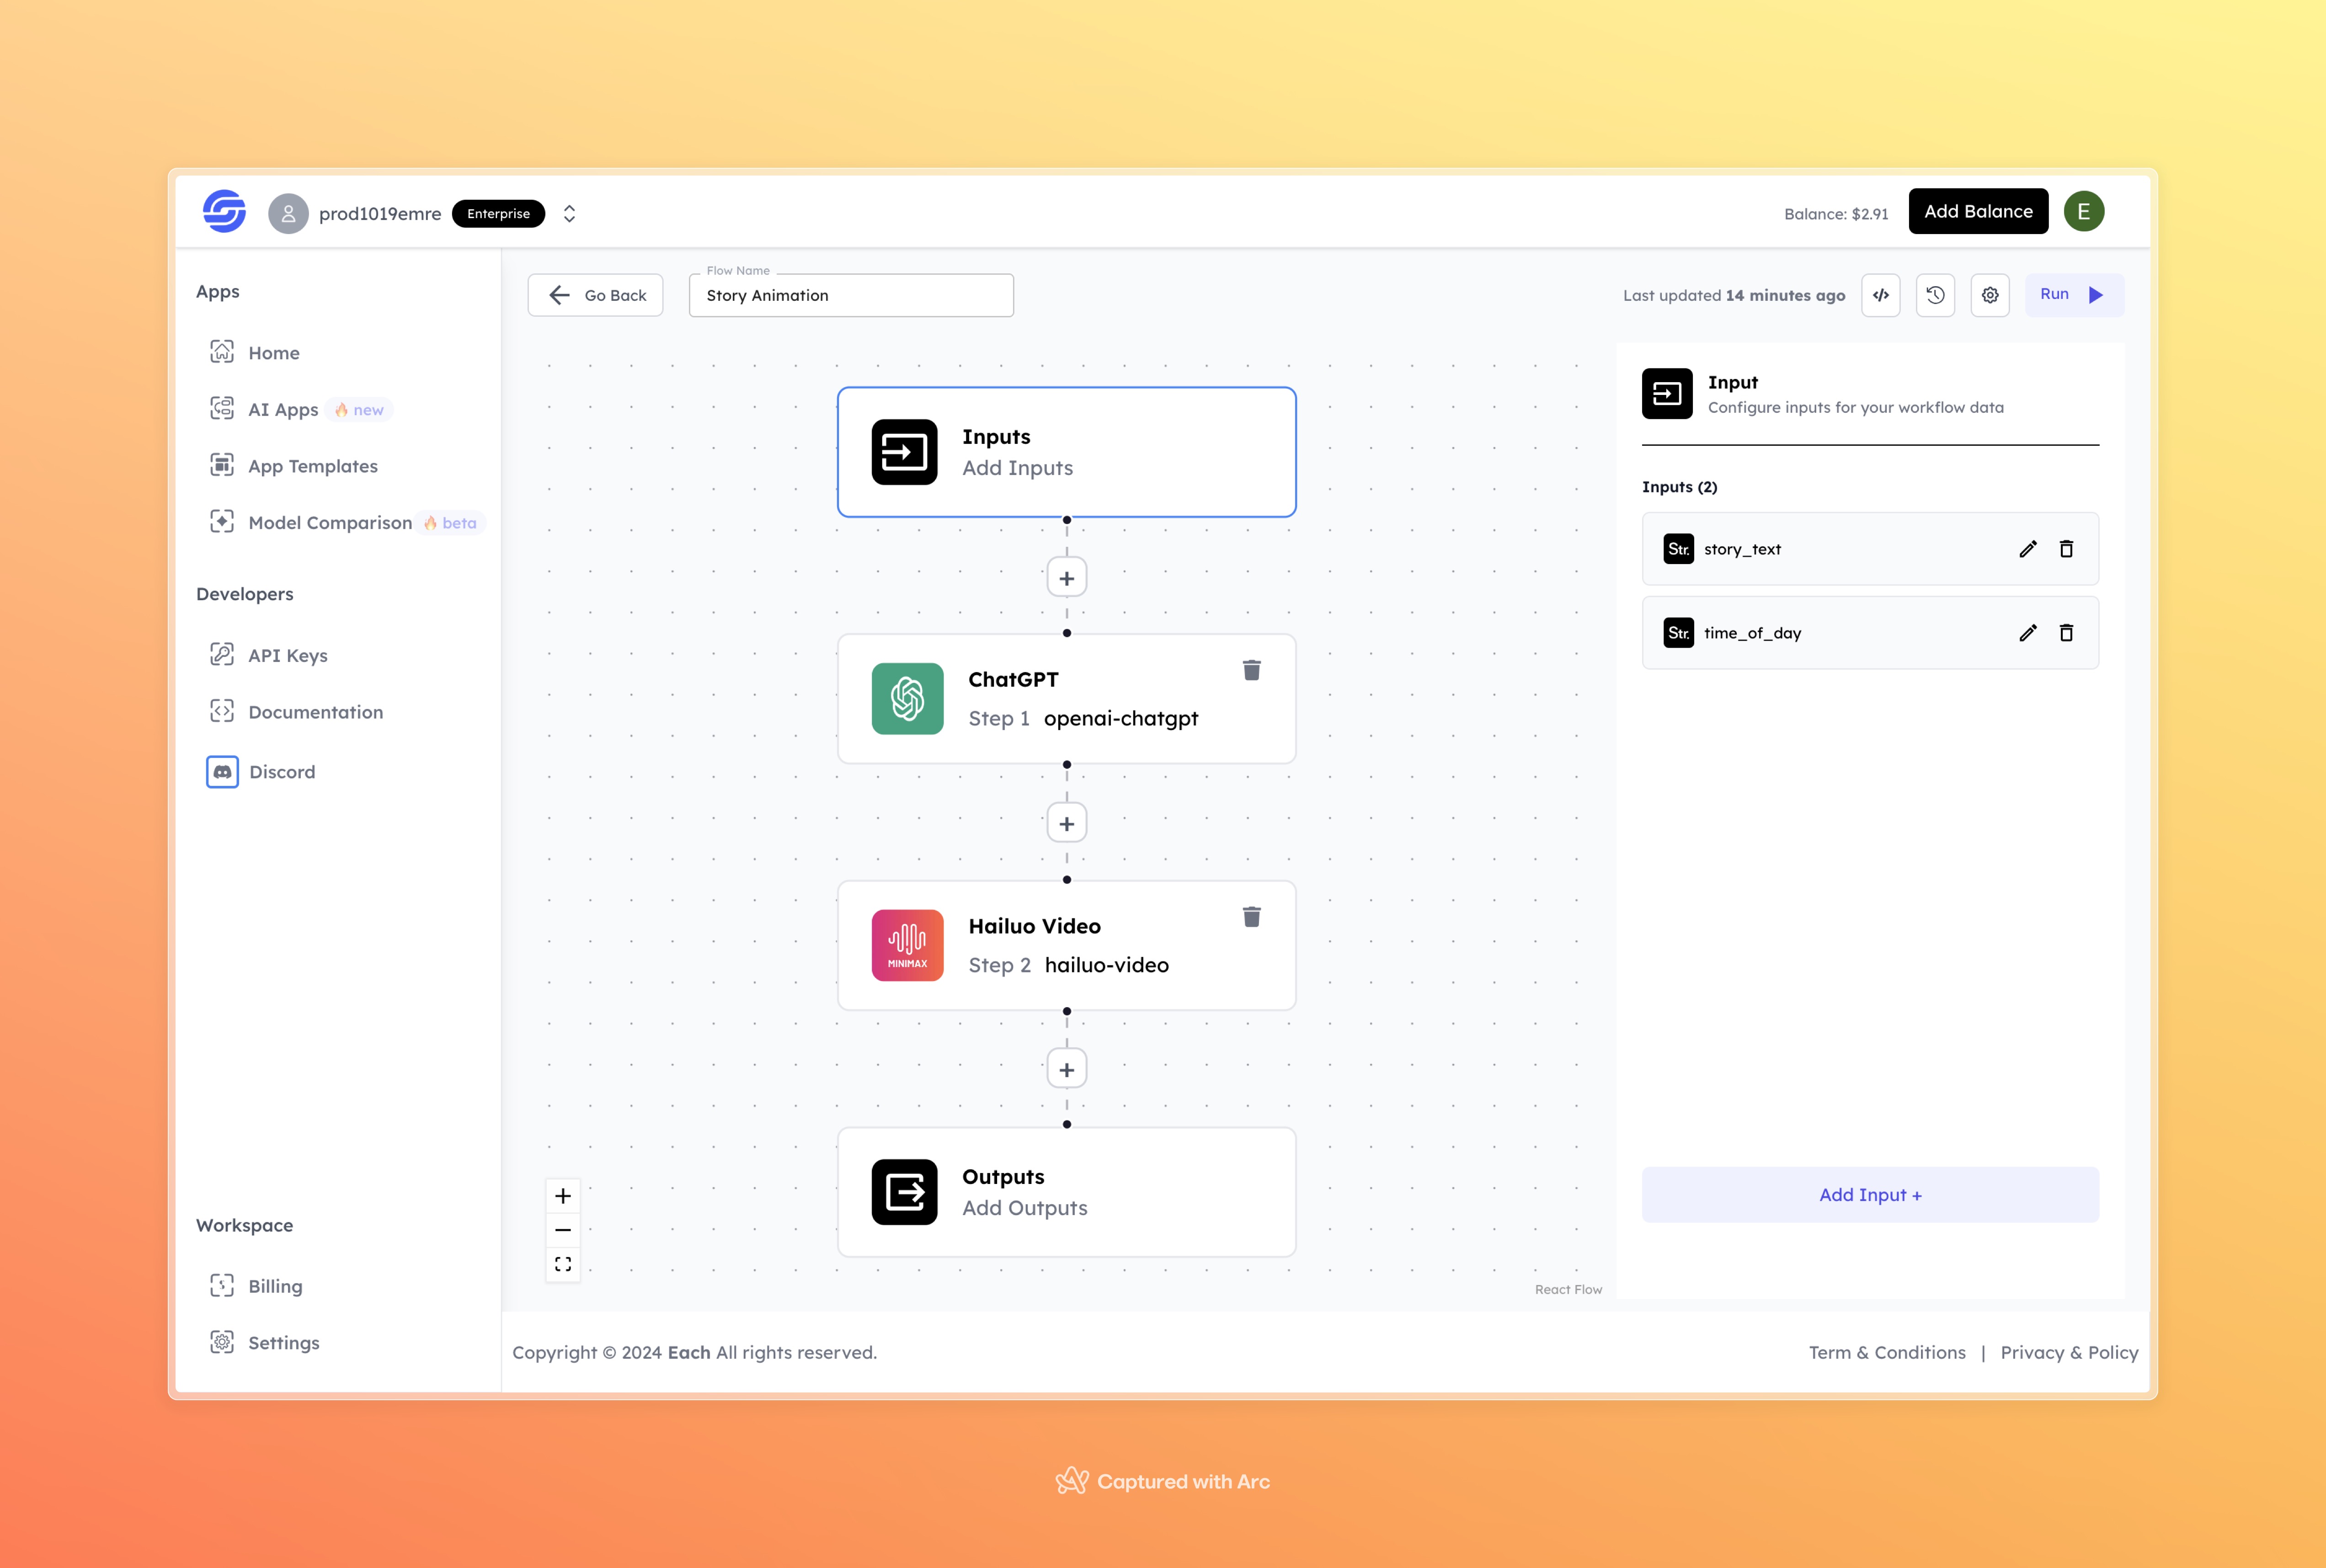 prod1019emre Enterprise
Balance: $2.91 Add Balance E
Apps
Home
AI Apps 🔥 new
App Templates
Model Comparison 🔥 beta
Developers
API Keys
Documentation
Discord
Workspace
Billing
Settings
Go Back
Flow Name
Story Animation
Last updated 14 minutes ago
Run
Inputs
Add Inputs
+
ChatGPT
Step 1 openai-chatgpt
+
MINIMAX
Hailuo Video
Step 2 hailuo-video
+
Outputs
Add Outputs
React Flow
Input
Configure inputs for your workflow data
Inputs (2)
Str. story_text
Str. time_of_day
Add Input +
Copyright © 2024 Each All rights reserved.
Term & Conditions | Privacy & Policy
Captured with Arc